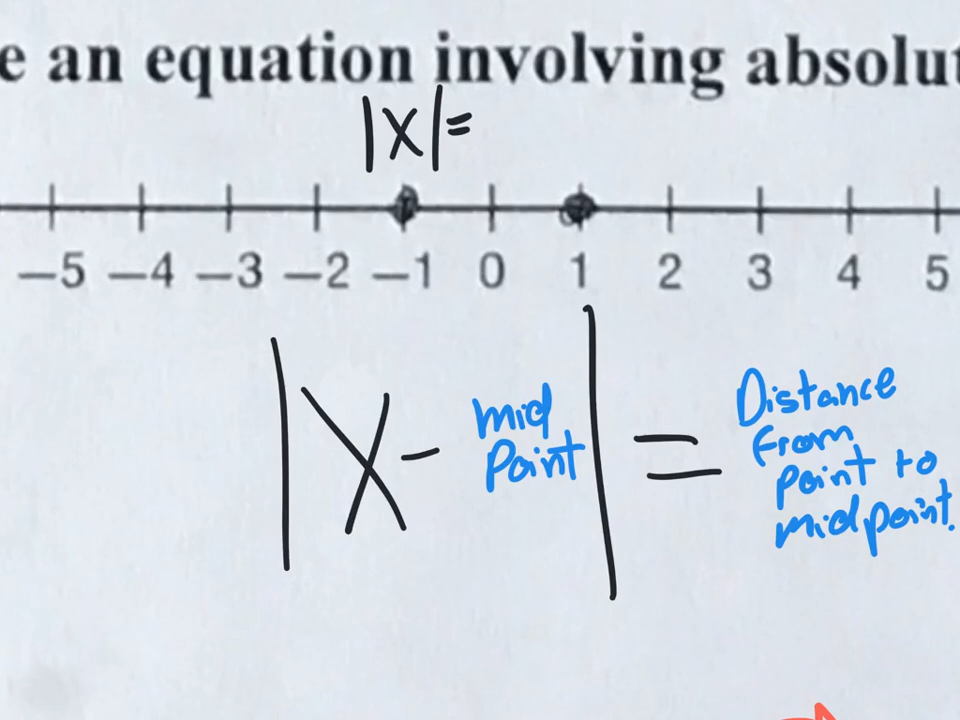 e an equation involving absolut
|X|=
−5 −4 −3 −2 −1 0 1 2 3 4 5
|X − mid point| = Distance from point to midpoint.